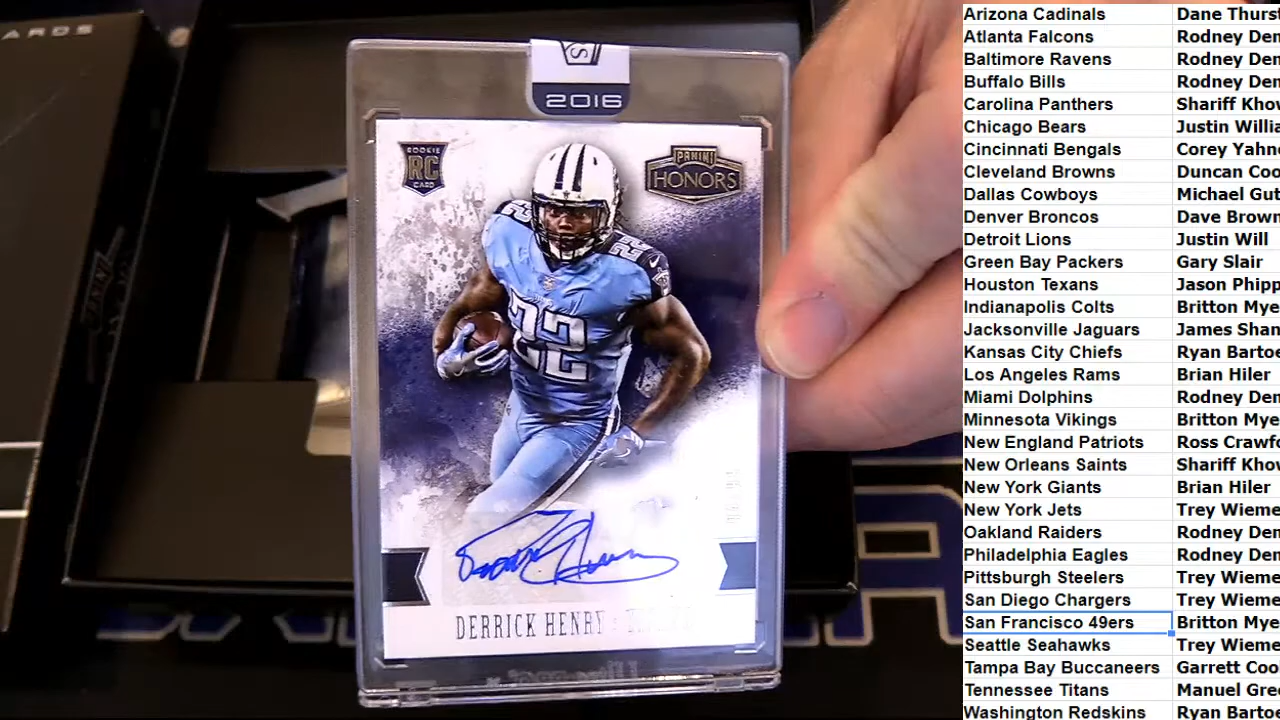 ARDS
2016
ROOKIE
RC
CARD
PANINI
HONORS
22
22
22
DERRICK HENRY
Arizona Cadinals Dane Thurst
Atlanta Falcons Rodney Den
Baltimore Ravens Rodney Den
Buffalo Bills Rodney Den
Carolina Panthers Shariff Khow
Chicago Bears Justin Willia
Cincinnati Bengals Corey Yahne
Cleveland Browns Duncan Coo
Dallas Cowboys Michael Gut
Denver Broncos Dave Brown
Detroit Lions Justin Will
Green Bay Packers Gary Slair
Houston Texans Jason Phipp
Indianapolis Colts Britton Mye
Jacksonville Jaguars James Shan
Kansas City Chiefs Ryan Bartoe
Los Angeles Rams Brian Hiler
Miami Dolphins Rodney Den
Minnesota Vikings Britton Mye
New England Patriots Ross Crawfo
New Orleans Saints Shariff Khow
New York Giants Brian Hiler
New York Jets Trey Wieme
Oakland Raiders Rodney Den
Philadelphia Eagles Rodney Den
Pittsburgh Steelers Trey Wieme
San Diego Chargers Trey Wieme
San Francisco 49ers Britton Mye
Seattle Seahawks Trey Wieme
Tampa Bay Buccaneers Garrett Coo
Tennessee Titans Manuel Gre
Washington Redskins Ryan Bartoe